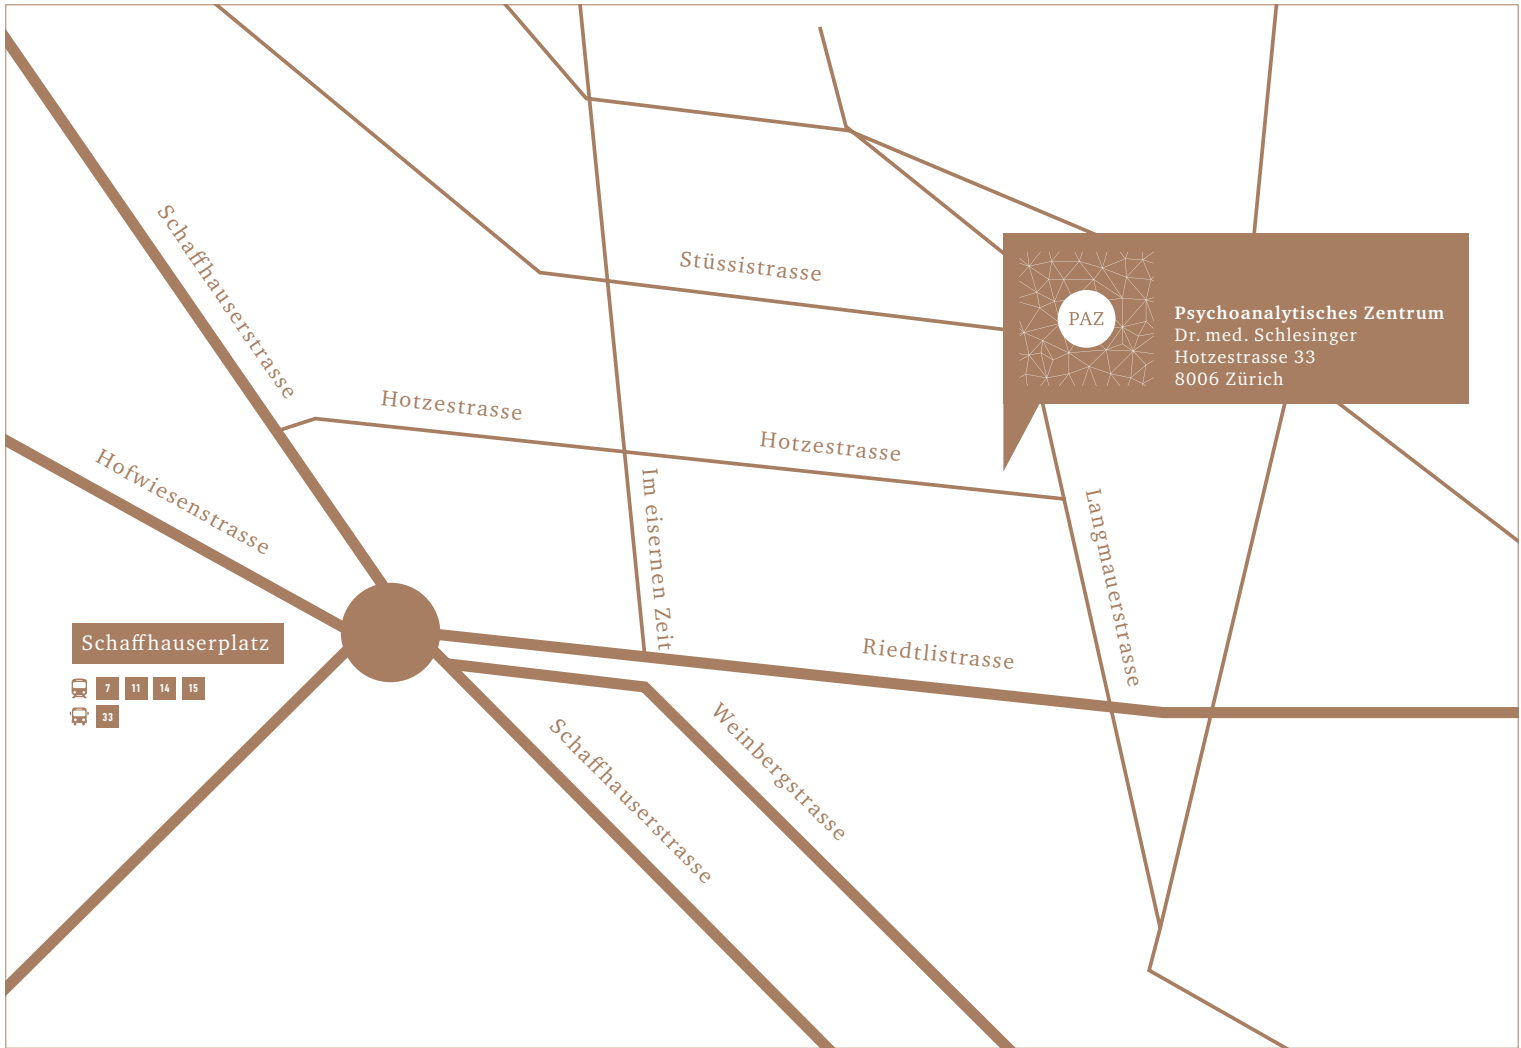 Schaffhauserstrasse
Stüssistrasse
PAZ
Psychoanalytisches Zentrum
Dr. med. Schlesinger
Hotzestrasse 33
8006 Zürich
Hotzestrasse
Hotzestrasse
Hofwiesenstrasse
Im eisernen Zeit
Langmauerstrasse
Schaffhauserplatz
7 11 14 15
33
Riedtlistrasse
Weinbergstrasse
Schaffhauserstrasse